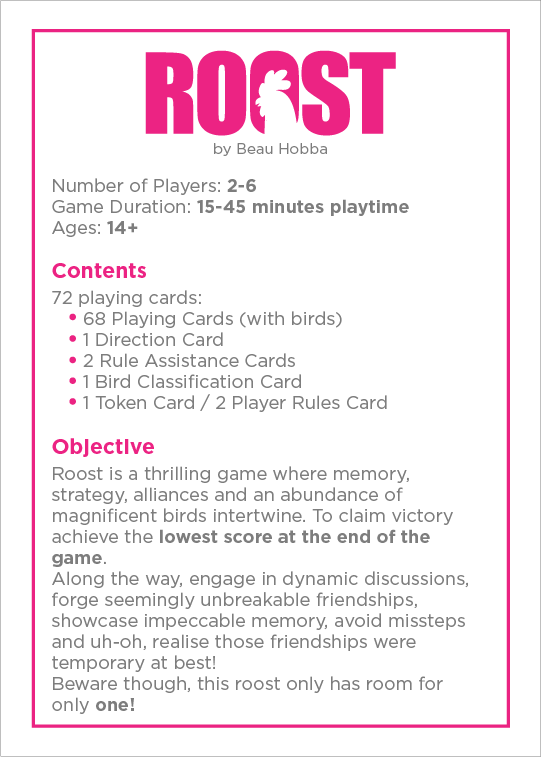 ROOST
by Beau Hobba
Number of Players: 2-6
Game Duration: 15-45 minutes playtime
Ages: 14+
Contents
72 playing cards:
• 68 Playing Cards (with birds)
• 1 Direction Card
• 2 Rule Assistance Cards
• 1 Bird Classification Card
• 1 Token Card / 2 Player Rules Card
Objective
Roost is a thrilling game where memory,
strategy, alliances and an abundance of
magnificent birds intertwine. To claim victory
achieve the lowest score at the end of the
game.
Along the way, engage in dynamic discussions,
forge seemingly unbreakable friendships,
showcase impeccable memory, avoid missteps
and uh-oh, realise those friendships were
temporary at best!
Beware though, this roost only has room for
only one!